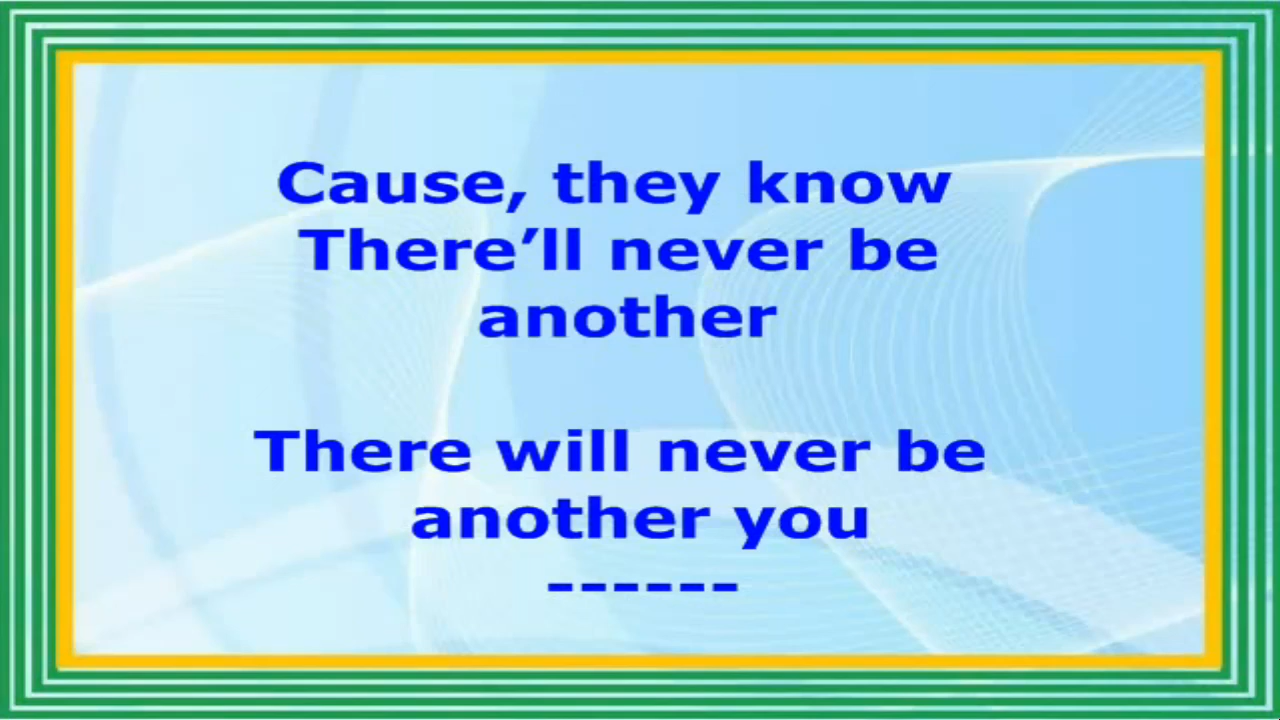 Cause, they know
There’ll never be
another
There will never be
another you
------